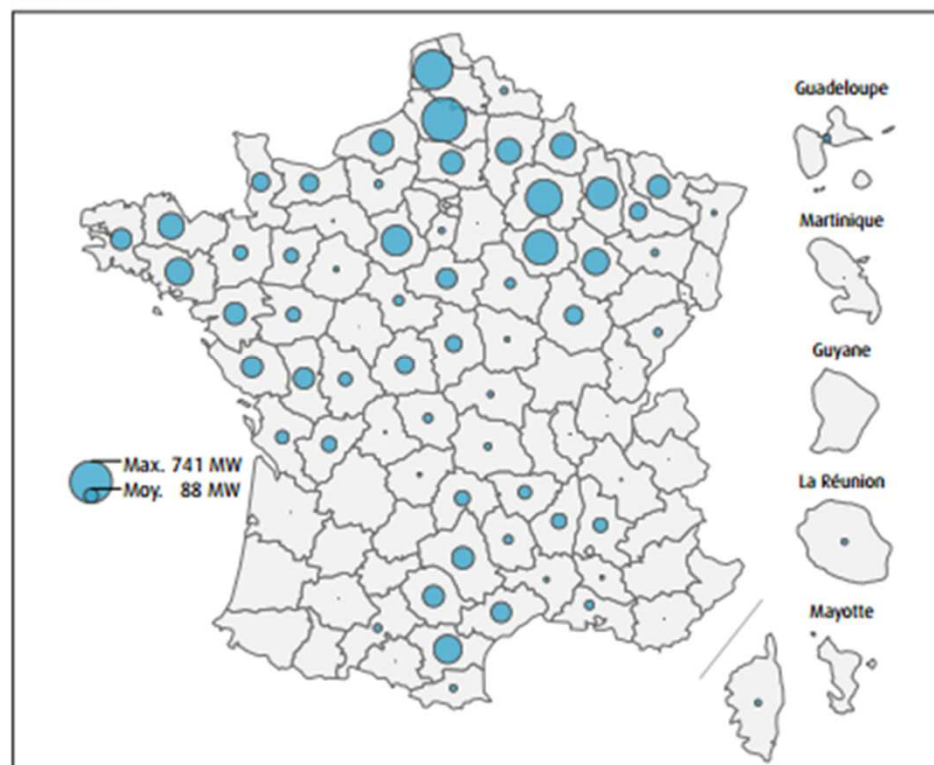 Guadeloupe
Martinique
Guyane
La Réunion
Mayotte
Max. 741 MW
Moy. 88 MW